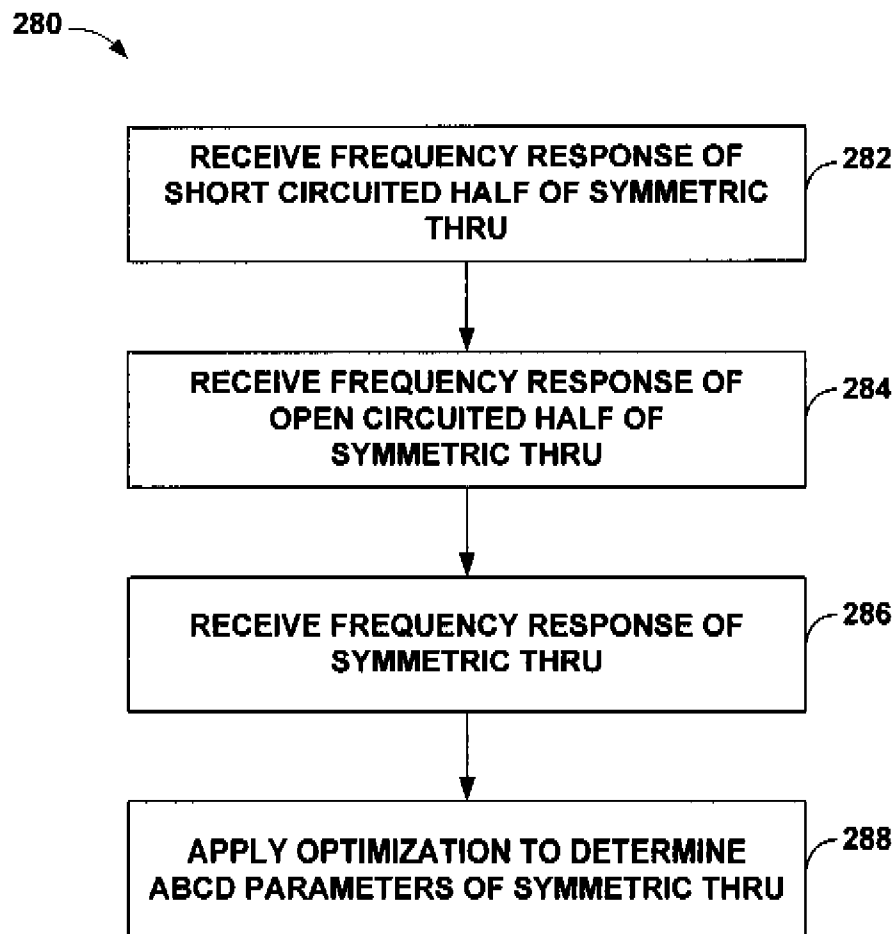 280
RECEIVE FREQUENCY RESPONSE OF
SHORT CIRCUITED HALF OF SYMMETRIC
THRU
282
RECEIVE FREQUENCY RESPONSE OF
OPEN CIRCUITED HALF OF
SYMMETRIC THRU
284
RECEIVE FREQUENCY RESPONSE OF
SYMMETRIC THRU
286
APPLY OPTIMIZATION TO DETERMINE
ABCD PARAMETERS OF SYMMETRIC THRU
288